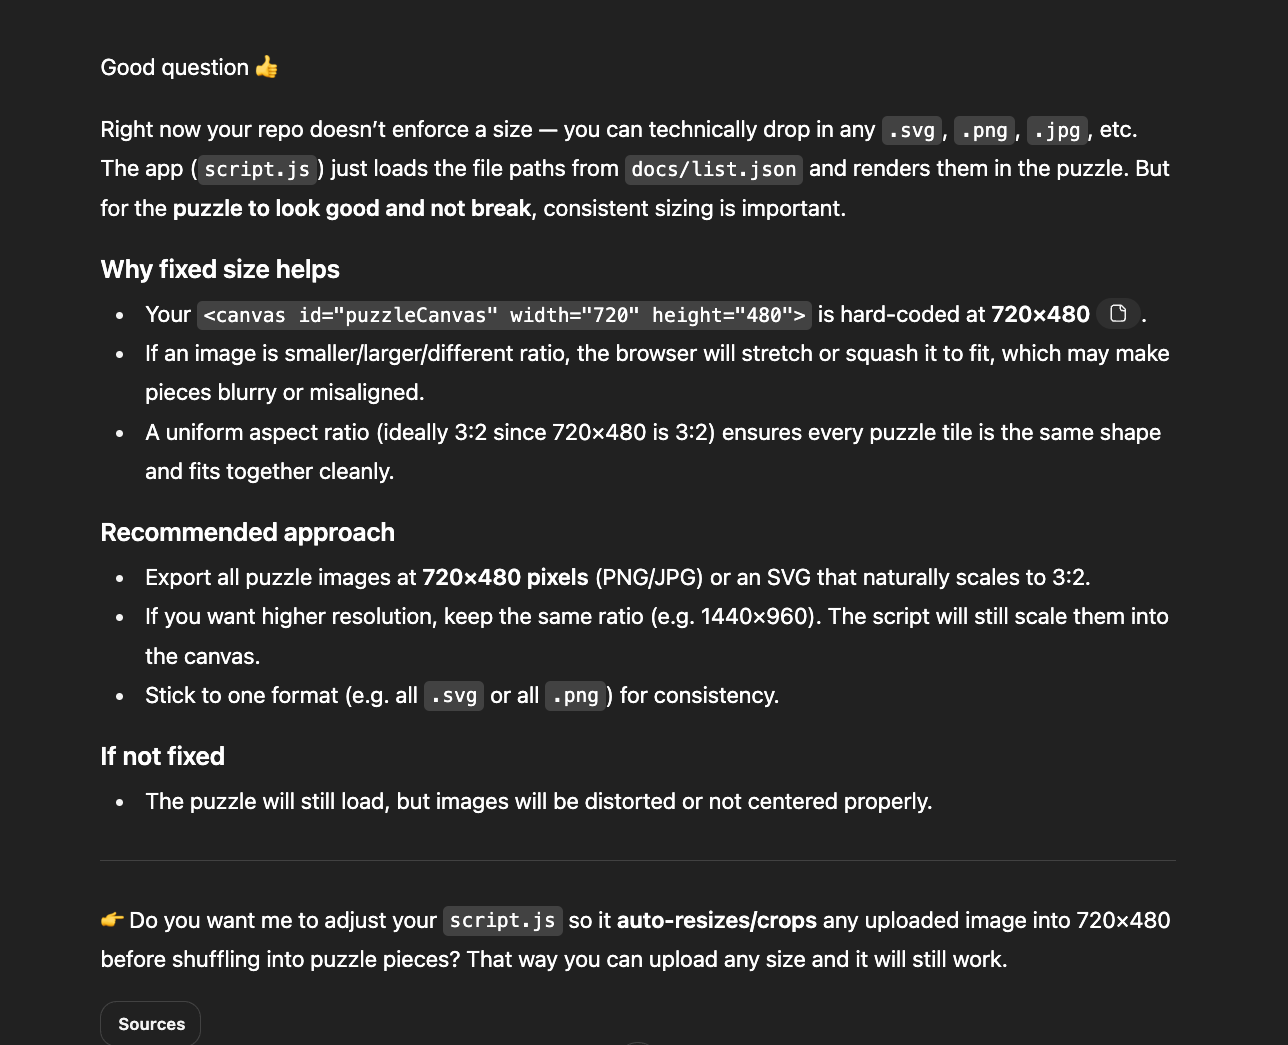 Good question 👍
Right now your repo doesn’t enforce a size — you can technically drop in any .svg, .png, .jpg, etc.
The app (script.js) just loads the file paths from docs/list.json and renders them in the puzzle. But
for the puzzle to look good and not break, consistent sizing is important.
Why fixed size helps
• Your <canvas id="puzzleCanvas" width="720" height="480"> is hard-coded at 720×480 .
• If an image is smaller/larger/different ratio, the browser will stretch or squash it to fit, which may make
pieces blurry or misaligned.
• A uniform aspect ratio (ideally 3:2 since 720×480 is 3:2) ensures every puzzle tile is the same shape
and fits together cleanly.
Recommended approach
• Export all puzzle images at 720×480 pixels (PNG/JPG) or an SVG that naturally scales to 3:2.
• If you want higher resolution, keep the same ratio (e.g. 1440×960). The script will still scale them into
the canvas.
• Stick to one format (e.g. all .svg or all .png) for consistency.
If not fixed
• The puzzle will still load, but images will be distorted or not centered properly.
👉 Do you want me to adjust your script.js so it auto-resizes/crops any uploaded image into 720×480
before shuffling into puzzle pieces? That way you can upload any size and it will still work.
Sources